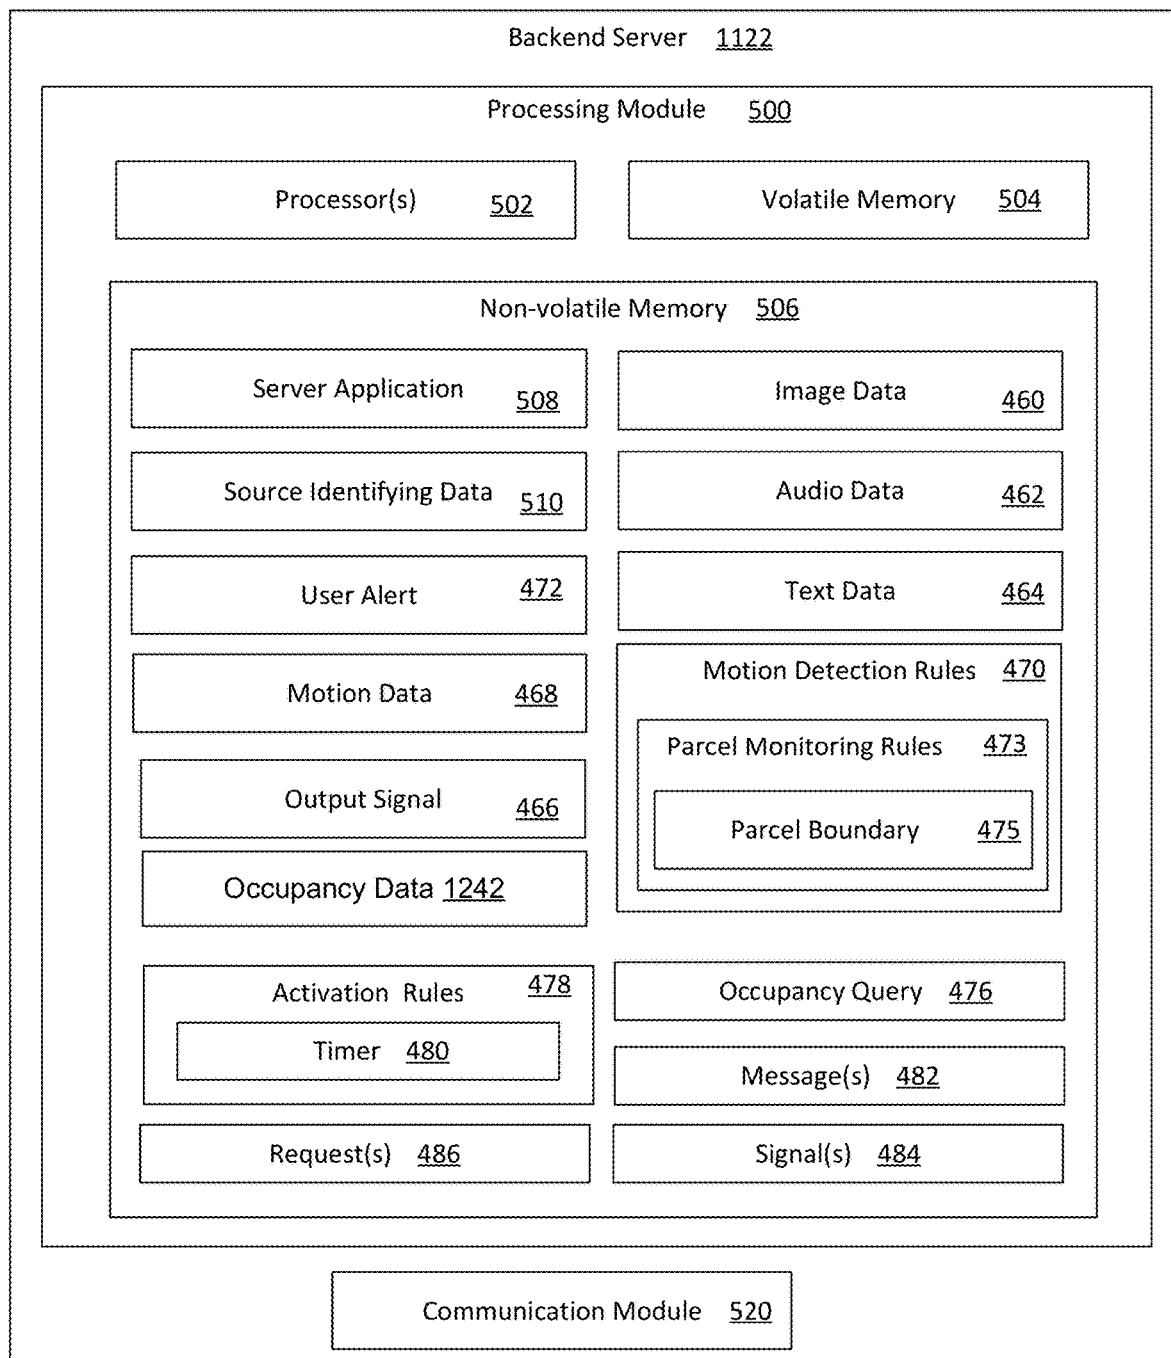 Backend Server 1122
Processing Module 500
Processor(s) 502
Volatile Memory 504
Non-volatile Memory 506
Server Application 508
Image Data 460
Source Identifying Data 510
Audio Data 462
User Alert 472
Text Data 464
Motion Data 468
Motion Detection Rules 470
Parcel Monitoring Rules 473
Output Signal 466
Parcel Boundary 475
Occupancy Data 1242
Activation Rules 478
Occupancy Query 476
Timer 480
Message(s) 482
Request(s) 486
Signal(s) 484
Communication Module 520